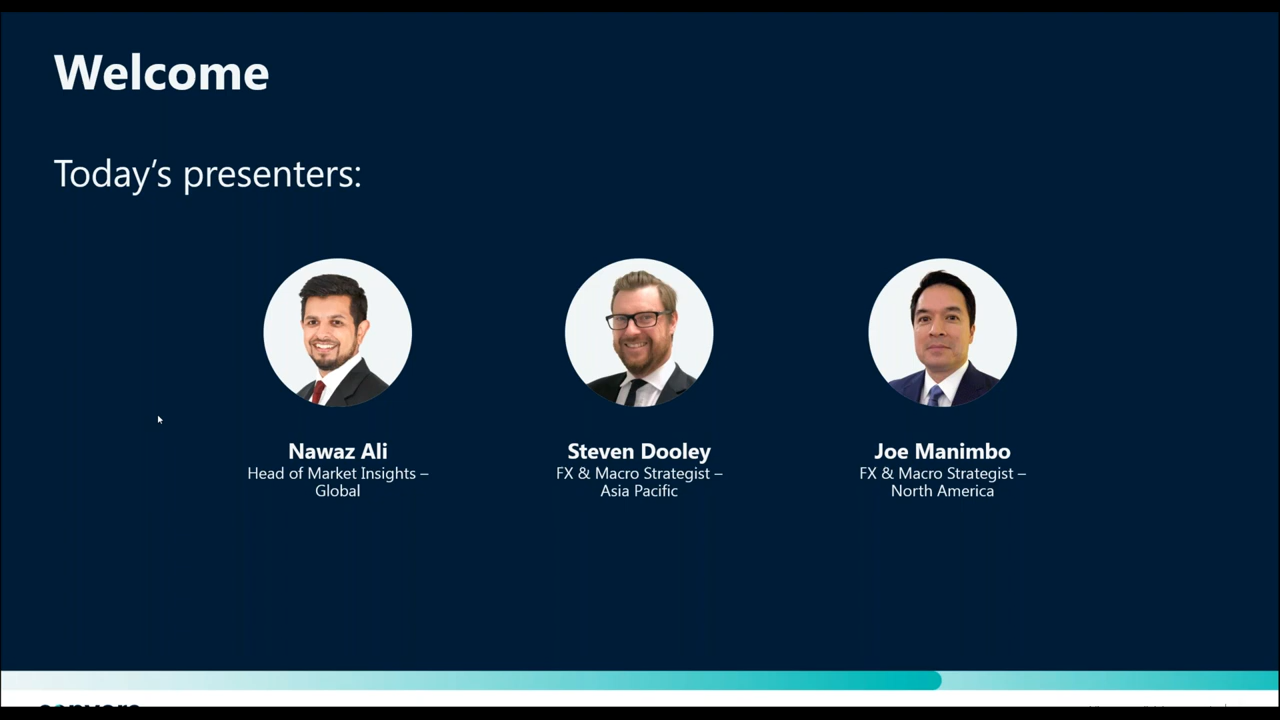 Welcome
Today's presenters:
Nawaz Ali
Head of Market Insights –
Global
Steven Dooley
FX & Macro Strategist –
Asia Pacific
Joe Manimbo
FX & Macro Strategist –
North America